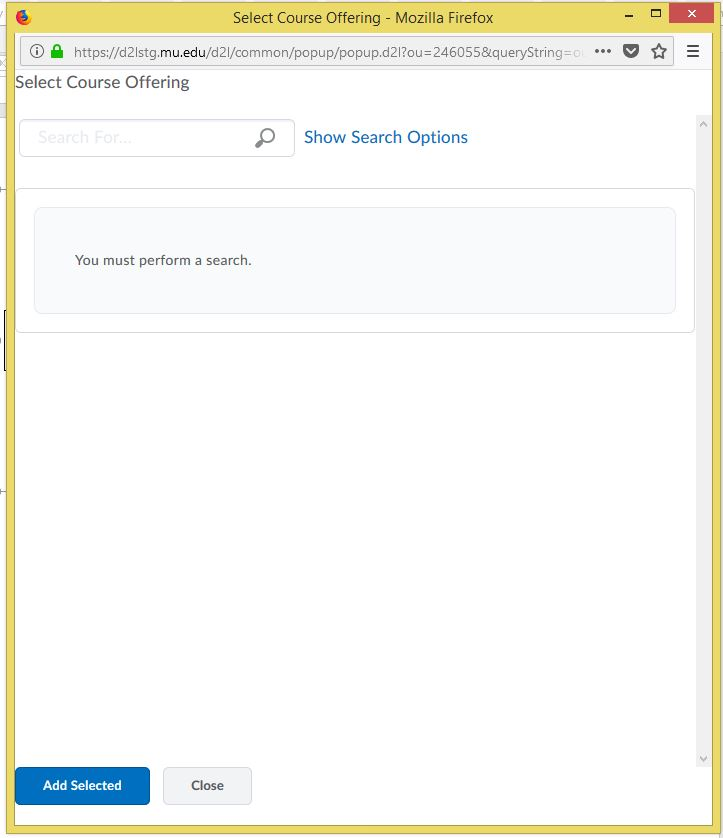 Select Course Offering - Mozilla Firefox
https://d2lstg.mu.edu/d2l/common/popup/popup.d2l?ou=246055&queryString=ou
Select Course Offering
Search For...
Show Search Options
You must perform a search.
Add Selected
Close